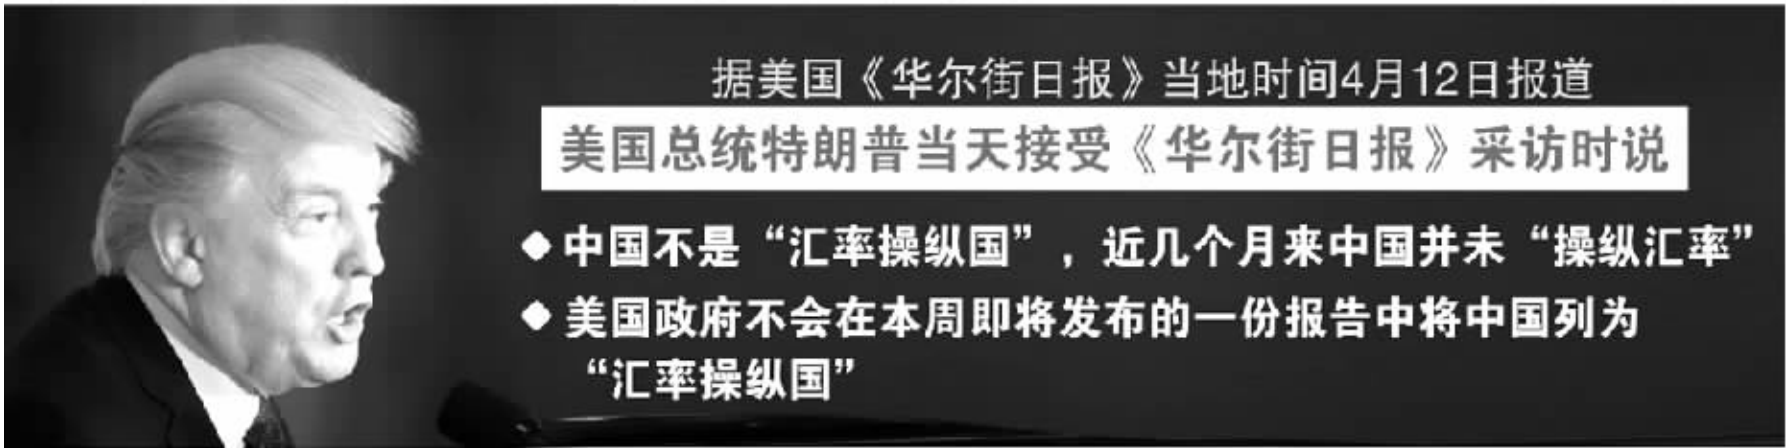 据美国《华尔街日报》当地时间4月12日报道
美国总统特朗普当天接受《华尔街日报》采访时说
◆中国不是“汇率操纵国”，近几个月来中国并未“操纵汇率”
◆美国政府不会在本周即将发布的一份报告中将中国列为
“汇率操纵国”